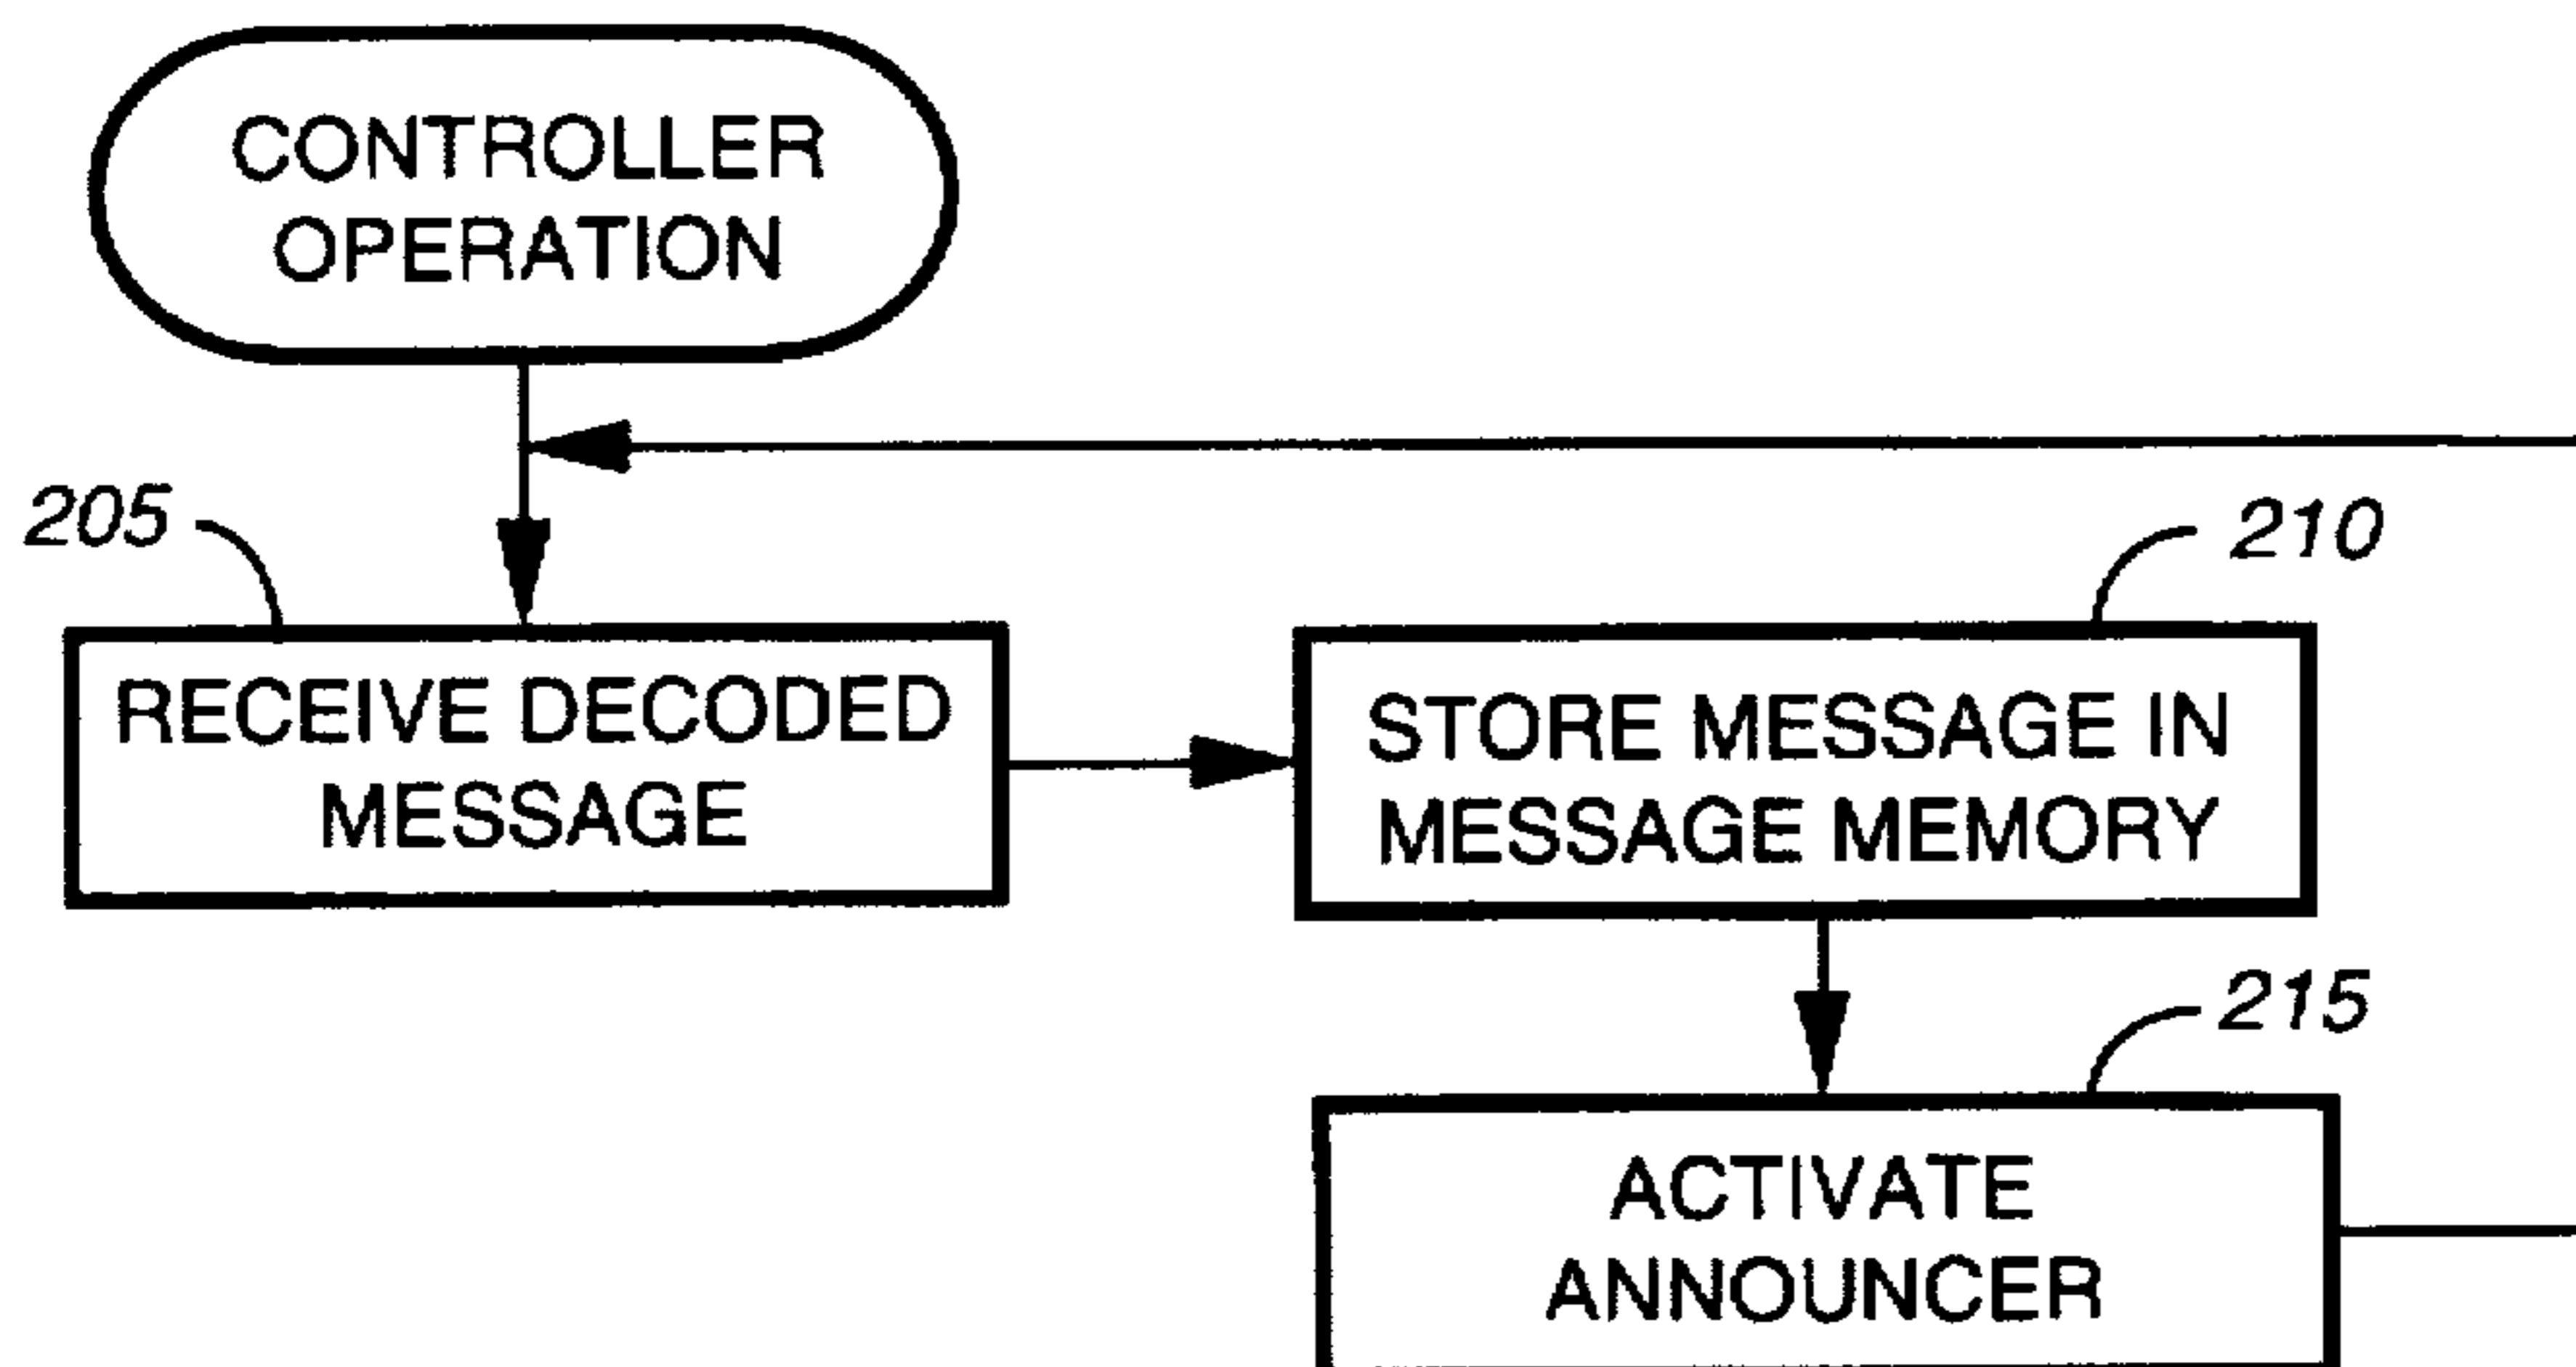 CONTROLLER
OPERATION
205
210
RECEIVE DECODED
MESSAGE
STORE MESSAGE IN
MESSAGE MEMORY
215
ACTIVATE
ANNOUNCER